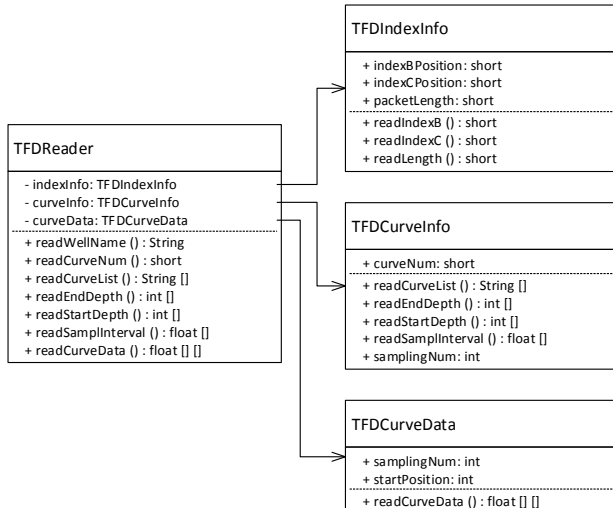 TFDReader
- indexInfo: TFDIndexInfo
- curveInfo: TFDCurveInfo
- curveData: TFDCurveData
+ readWellName () : String
+ readCurveNum () : short
+ readCurveList () : String []
+ readEndDepth () : int []
+ readStartDepth () : int []
+ readSamplInterval () : float []
+ readCurveData () : float [] []
TFDIndexInfo
+ indexBPosition: short
+ indexCPosition: short
+ packetLength: short
+ readIndexB () : short
+ readIndexC () : short
+ readLength () : short
TFDCurveInfo
+ curveNum: short
+ readCurveList () : String []
+ readEndDepth () : int []
+ readStartDepth () : int []
+ readSamplInterval () : float []
+ samplingNum: int
TFDCurveData
+ samplingNum: int
+ startPosition: int
+ readCurveData () : float [] []